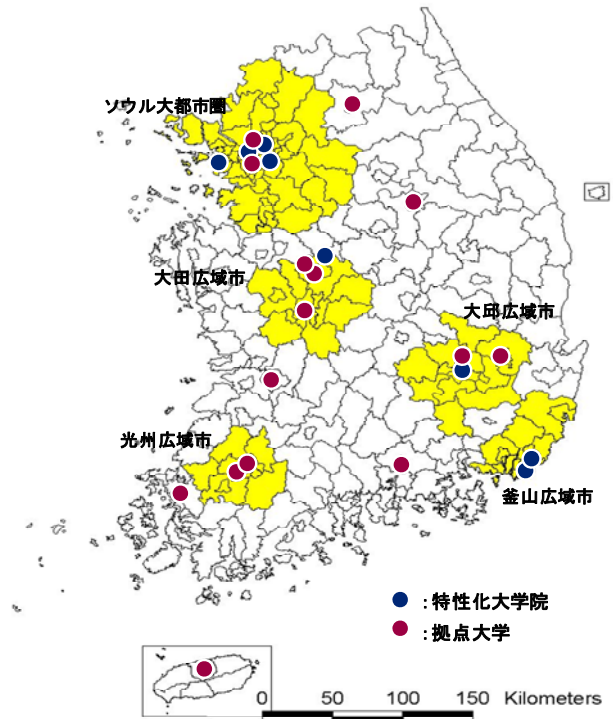 ソウル大都市圏
大田広域市
大邱広域市
光州広域市
釜山広域市
：特性化大学院
：拠点大学
0 50 100 150 Kilometers